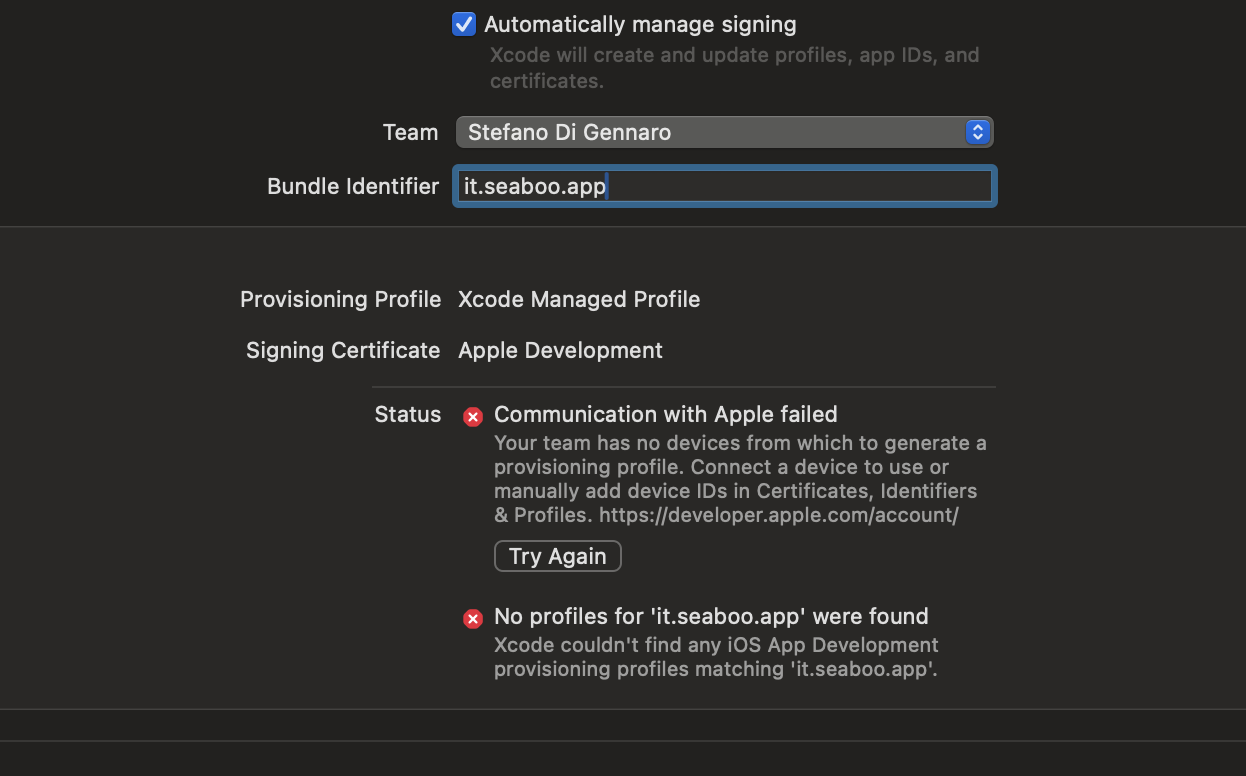 Automatically manage signing
Xcode will create and update profiles, app IDs, and
certificates.
Team Stefano Di Gennaro
Bundle Identifier it.seaboo.app
Provisioning Profile Xcode Managed Profile
Signing Certificate Apple Development
Status Communication with Apple failed
Your team has no devices from which to generate a
provisioning profile. Connect a device to use or
manually add device IDs in Certificates, Identifiers
& Profiles. https://developer.apple.com/account/
Try Again
No profiles for 'it.seaboo.app' were found
Xcode couldn't find any iOS App Development
provisioning profiles matching 'it.seaboo.app'.